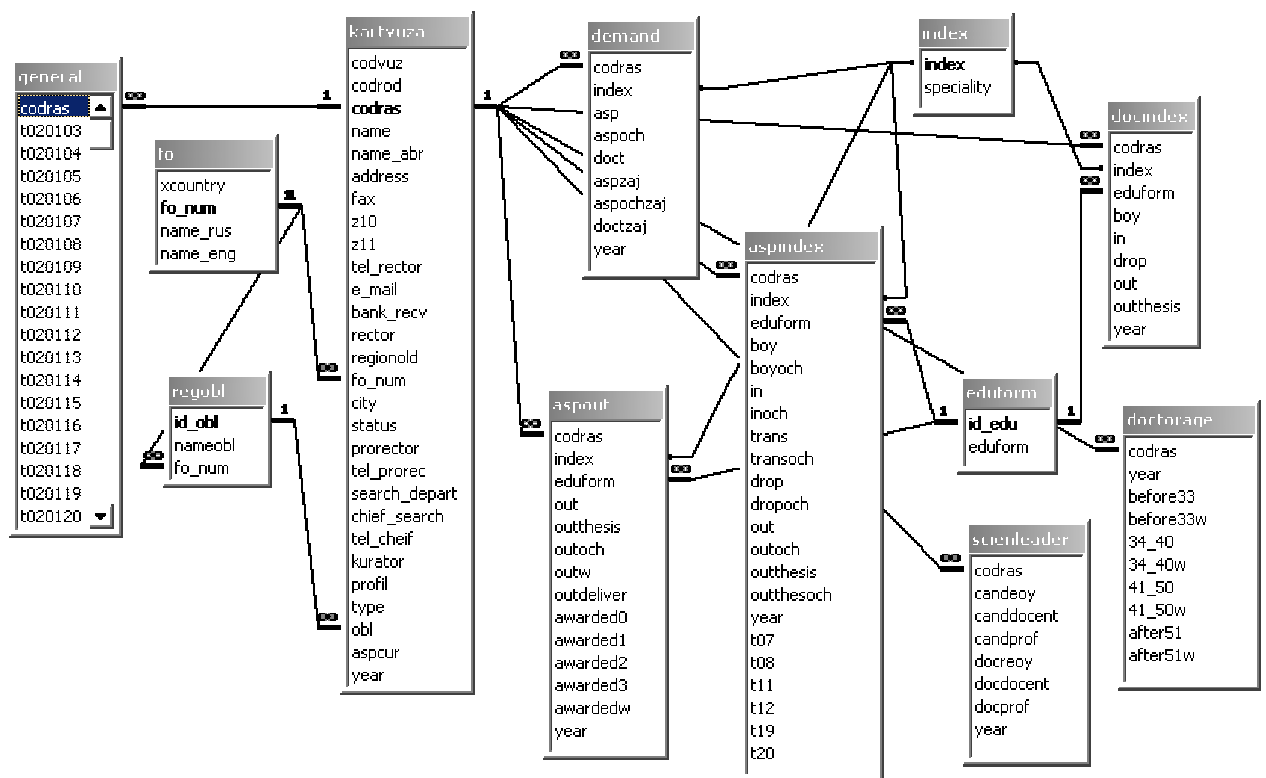 general
codras
t020103
t020104
t020105
t020106
t020107
t020108
t020109
t020110
t020111
t020112
t020113
t020114
t020115
t020116
t020117
t020118
t020119
t020120
fo
xcountry
fo_num
name_rus
name_eng
regobl
id_obl
nameobl
fo_num
kartvuza
codvuz
codrod
codras
name
name_abr
address
fax
z10
z11
tel_rector
e_mail
bank_recv
rector
regionold
fo_num
city
status
prorector
tel_prorec
search_depart
chief_search
tel_cheif
kurator
profil
type
obl
aspcur
year
demand
codras
index
asp
aspoch
doct
aspzaj
aspochzaj
doctzaj
year
aspout
codras
index
eduform
out
outthesis
outoch
outw
outdeliver
awarded0
awarded1
awarded2
awarded3
awardedw
year
aspindex
codras
index
eduform
boy
boyoch
in
inoch
trans
transoch
drop
dropoch
out
outoch
outthesis
outthesoch
year
t07
t08
t11
t12
t19
t20
index
index
speciality
docindex
codras
index
eduform
boy
in
drop
out
outthesis
year
eduform
id_edu
eduform
scienleader
codras
candeoy
canddocent
candprof
docreoy
docdocent
docprof
year
doctorage
codras
year
before33
before33w
34_40
34_40w
41_50
41_50w
after51
after51w
∞
1
1
∞
∞
1
∞
∞
1
∞
∞
∞
∞
∞
∞
∞
∞
1
1
∞
∞